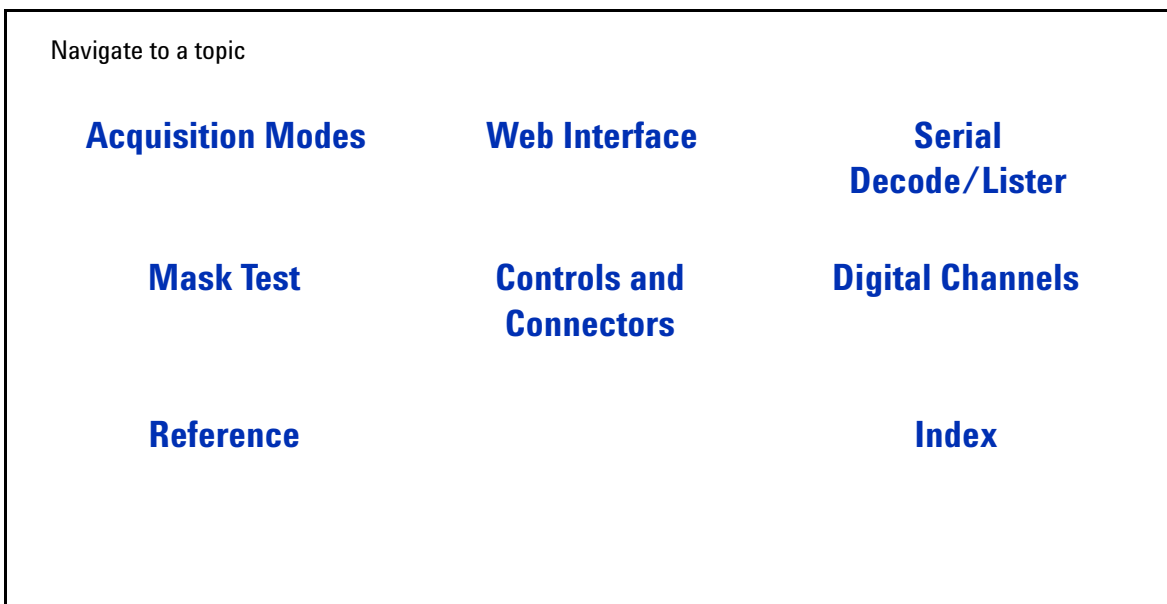 Navigate to a topic
Acquisition Modes
Web Interface
Serial
Decode/Lister
Mask Test
Controls and
Connectors
Digital Channels
Reference
Index